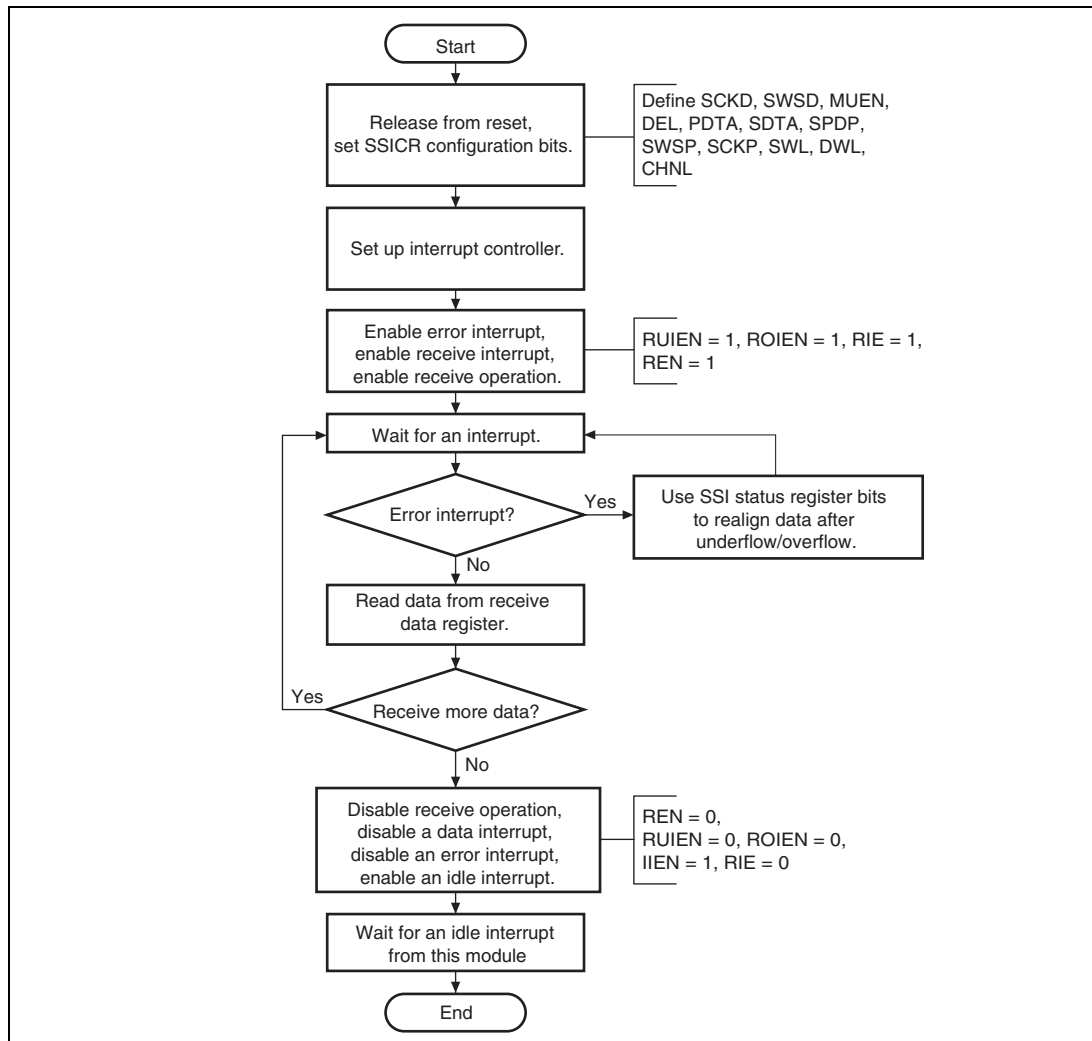 Start
Release from reset,
set SSICR configuration bits.
Define SCKD, SWSD, MUEN,
DEL, PDTA, SDTA, SPDP,
SWSP, SCKP, SWL, DWL,
CHNL
Set up interrupt controller.
Enable error interrupt,
enable receive interrupt,
enable receive operation.
RUIEN = 1, ROIEN = 1, RIE = 1,
REN = 1
Wait for an interrupt.
Error interrupt?
Yes
Use SSI status register bits
to realign data after
underflow/overflow.
No
Read data from receive
data register.
Yes
Receive more data?
No
Disable receive operation,
disable a data interrupt,
disable an error interrupt,
enable an idle interrupt.
REN = 0,
RUIEN = 0, ROIEN = 0,
IIEN = 1, RIE = 0
Wait for an idle interrupt
from this module
End